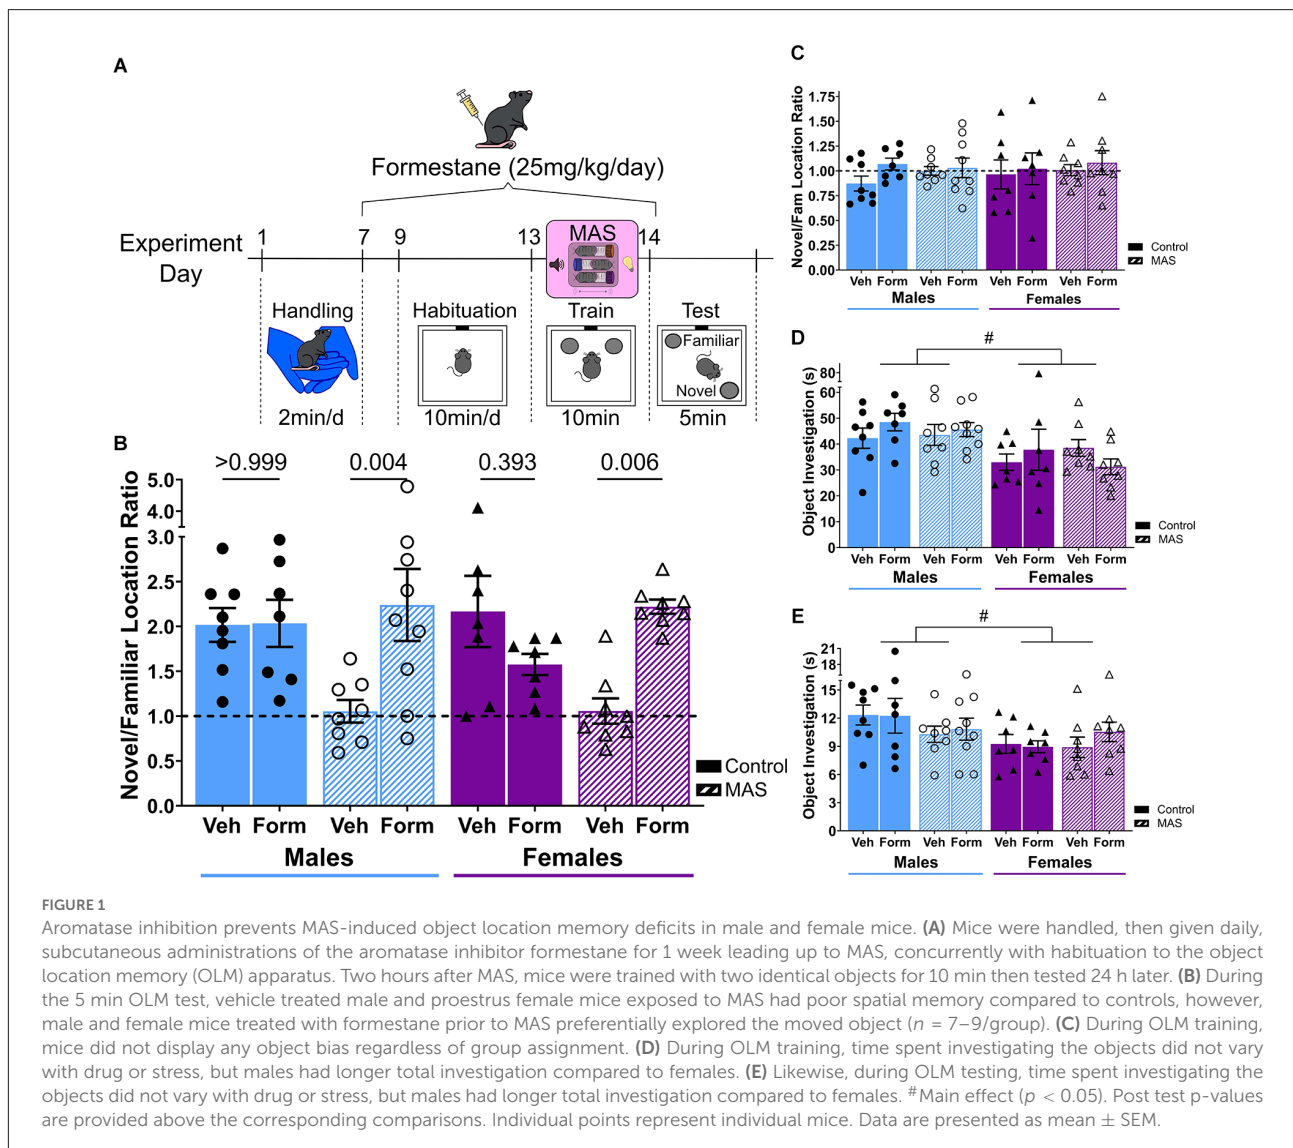 A
Formestane (25mg/kg/day)
Experiment
Day
1
7
9
13
14
MAS
Handling
Habituation
Train
Test
Familiar
Novel
2min/d
10min/d
10min
5min
B
>0.999
0.004
0.393
0.006
Novel/Familiar Location Ratio
5.0
4.0
3.0
2.5
2.0
1.5
1.0
0.5
0.0
Control
MAS
Veh Form Veh Form Veh Form Veh Form
Males Females
C
Novel/Fam Location Ratio
1.75
1.50
1.25
1.00
0.75
0.50
0.25
0.00
Control
MAS
Veh Form Veh Form Veh Form Veh Form
Males Females
D
#
Object Investigation (s)
80
60
50
40
30
20
10
0
Control
MAS
Veh Form Veh Form Veh Form Veh Form
Males Females
E
#
Object Investigation (s)
21
18
15
12
9
6
3
0
Control
MAS
Veh Form Veh Form Veh Form Veh Form
Males Females
FIGURE 1
Aromatase inhibition prevents MAS-induced object location memory deficits in male and female mice. (A) Mice were handled, then given daily,
subcutaneous administrations of the aromatase inhibitor formestane for 1 week leading up to MAS, concurrently with habituation to the object
location memory (OLM) apparatus. Two hours after MAS, mice were trained with two identical objects for 10 min then tested 24 h later. (B) During
the 5 min OLM test, vehicle treated male and proestrus female mice exposed to MAS had poor spatial memory compared to controls, however,
male and female mice treated with formestane prior to MAS preferentially explored the moved object (n = 7–9/group). (C) During OLM training,
mice did not display any object bias regardless of group assignment. (D) During OLM training, time spent investigating the objects did not vary
with drug or stress, but males had longer total investigation compared to females. (E) Likewise, during OLM testing, time spent investigating the
objects did not vary with drug or stress, but males had longer total investigation compared to females. #Main effect (p < 0.05). Post test p-values
are provided above the corresponding comparisons. Individual points represent individual mice. Data are presented as mean ± SEM.